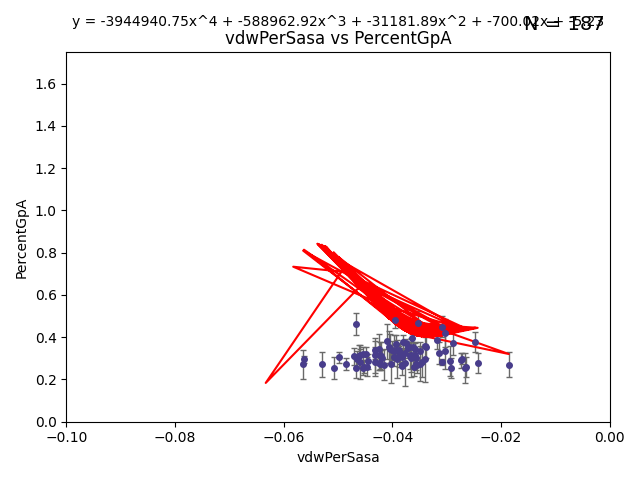 y = -3944940.75x^4 + -588962.92x^3 + -31181.89x^2 + -700.02x + -5.23
N = 187
vdwPerSasa vs PercentGpA
PercentGpA
1.6
1.4
1.2
1.0
0.8
0.6
0.4
0.2
0.0
−0.10 −0.08 −0.06 −0.04 −0.02 0.00
vdwPerSasa